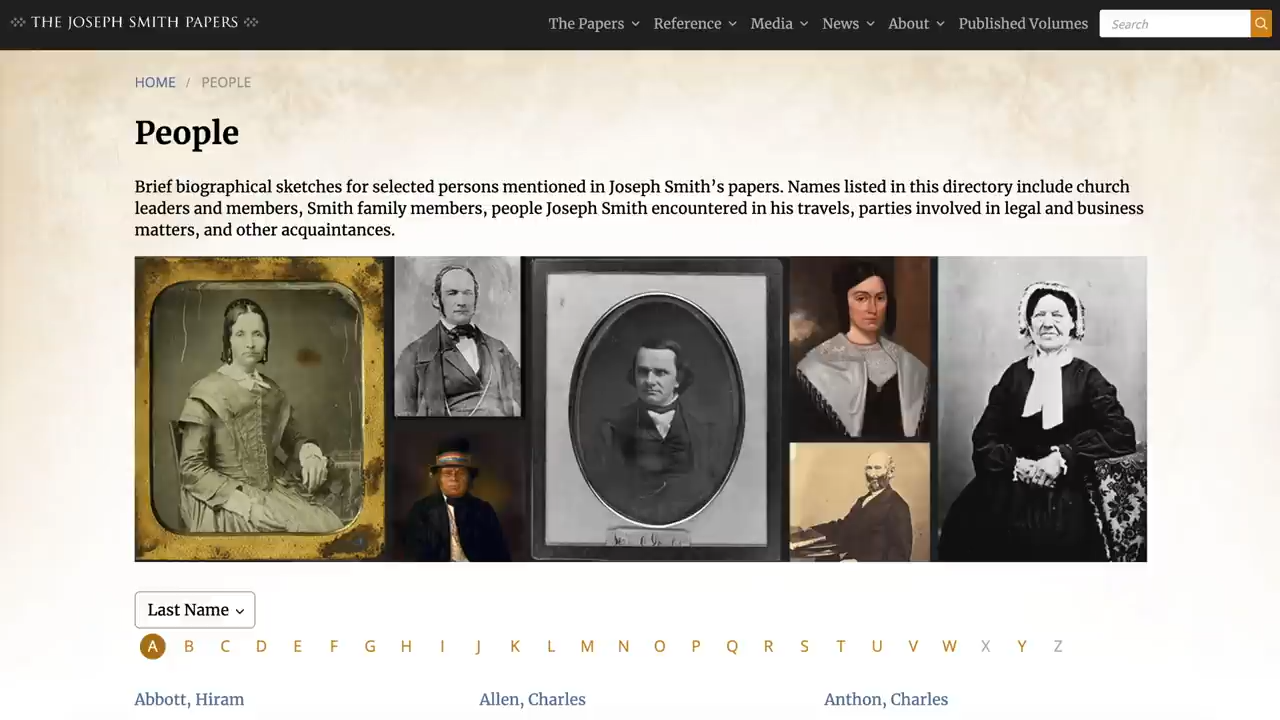 THE JOSEPH SMITH PAPERS
The Papers Reference Media News About Published Volumes Search
HOME / PEOPLE
People
Brief biographical sketches for selected persons mentioned in Joseph Smith’s papers. Names listed in this directory include church
leaders and members, Smith family members, people Joseph Smith encountered in his travels, parties involved in legal and business
matters, and other acquaintances.
Last Name
A B C D E F G H I J K L M N O P Q R S T U V W X Y Z
Abbott, Hiram Allen, Charles Anthon, Charles